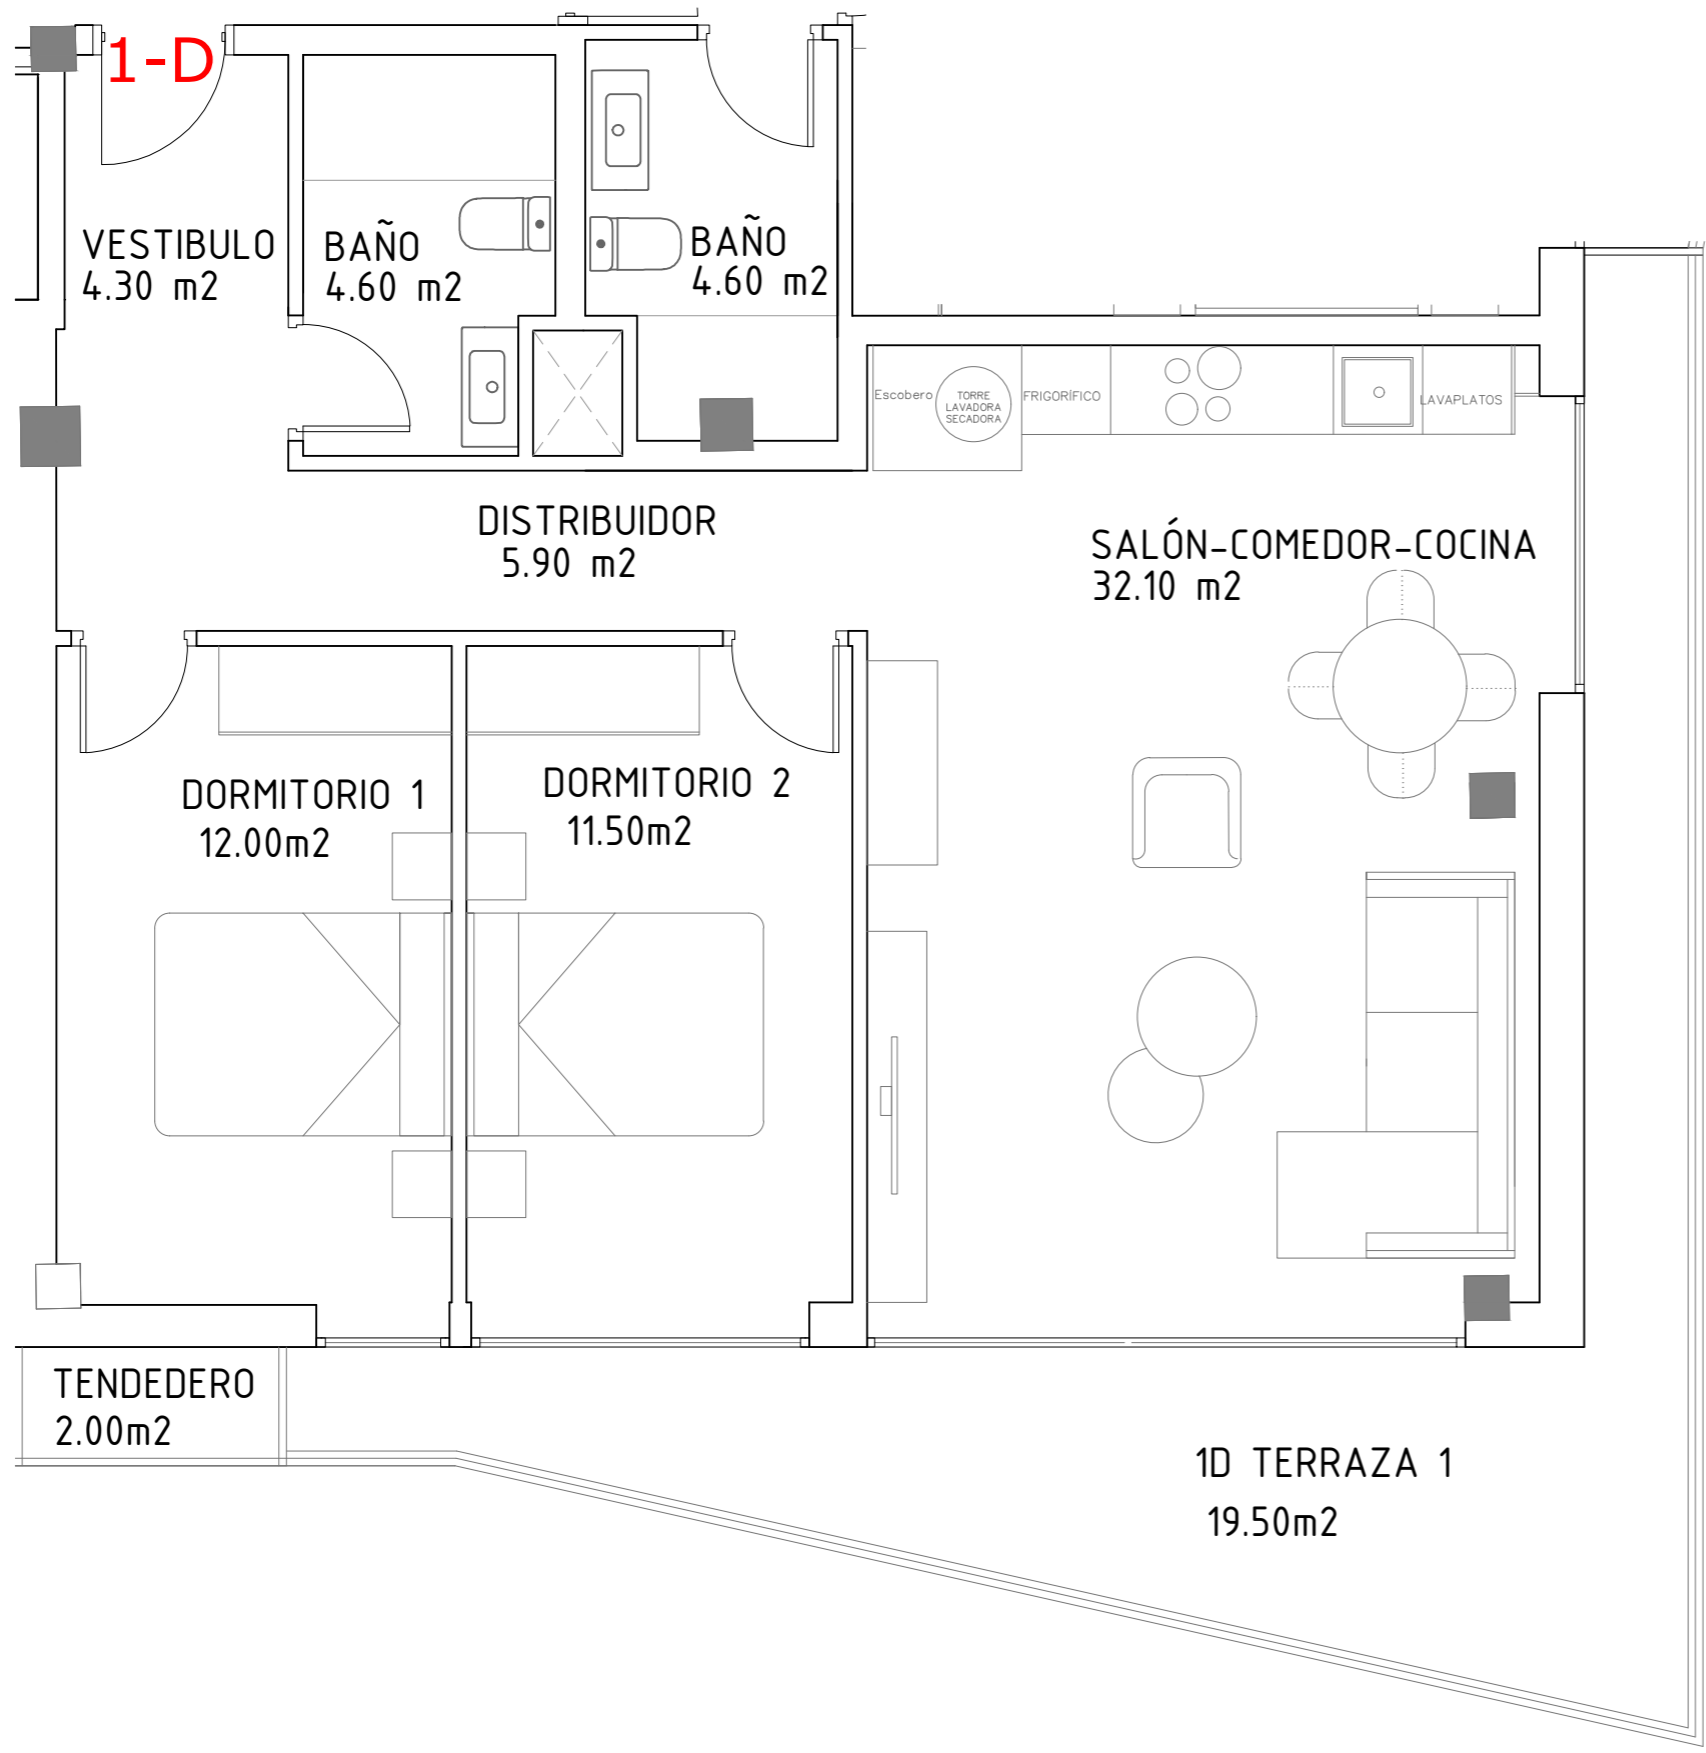 1-D
VESTIBULO
4.30 m2
BAÑO
4.60 m2
BAÑO
4.60 m2
Escobero
TORRE
LAVADORA
SECADORA
FRIGORÍFICO
LAVAPLATOS
DISTRIBUIDOR
5.90 m2
SALÓN-COMEDOR-COCINA
32.10 m2
DORMITORIO 1
12.00m2
DORMITORIO 2
11.50m2
TENDEDERO
2.00m2
1D TERRAZA 1
19.50m2